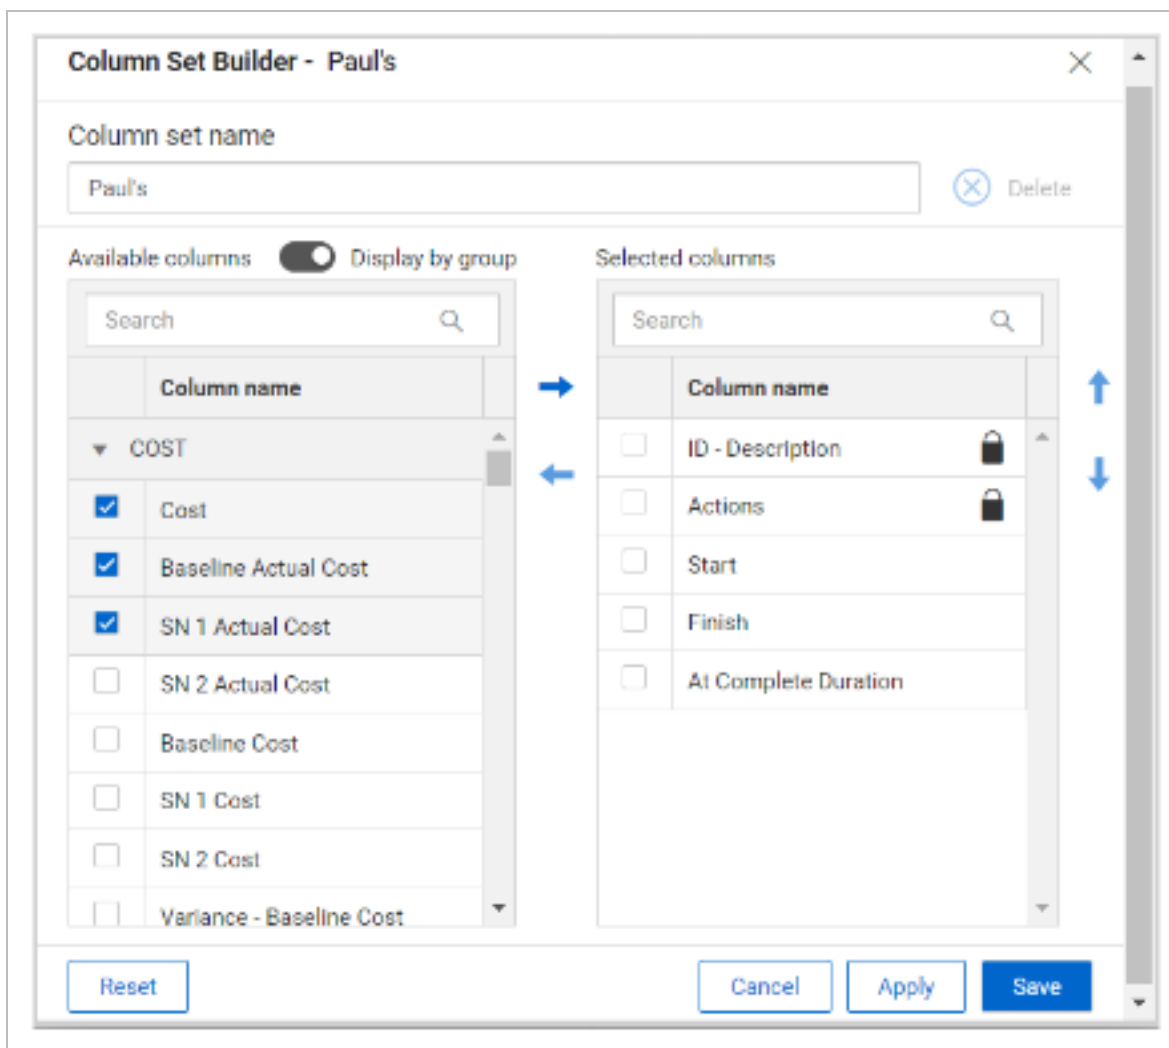 Column Set Builder - Paul's
Column set name
Paul's
Delete
Available columns
Display by group
Search
Column name
COST
Cost
Baseline Actual Cost
SN 1 Actual Cost
SN 2 Actual Cost
Baseline Cost
SN 1 Cost
SN 2 Cost
Variance - Baseline Cost
Selected columns
Search
Column name
ID - Description
Actions
Start
Finish
At Complete Duration
Reset
Cancel
Apply
Save